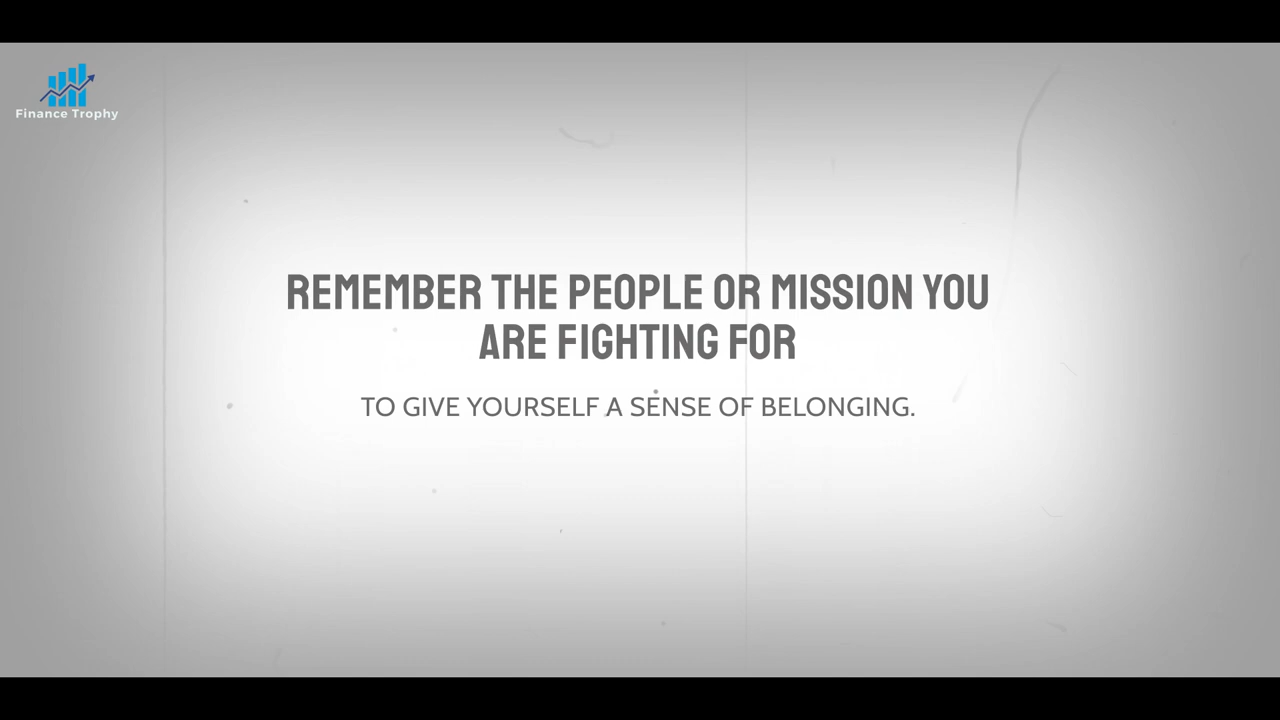 Finance Trophy
REMEMBER THE PEOPLE OR MISSION YOU
ARE FIGHTING FOR
TO GIVE YOURSELF A SENSE OF BELONGING.